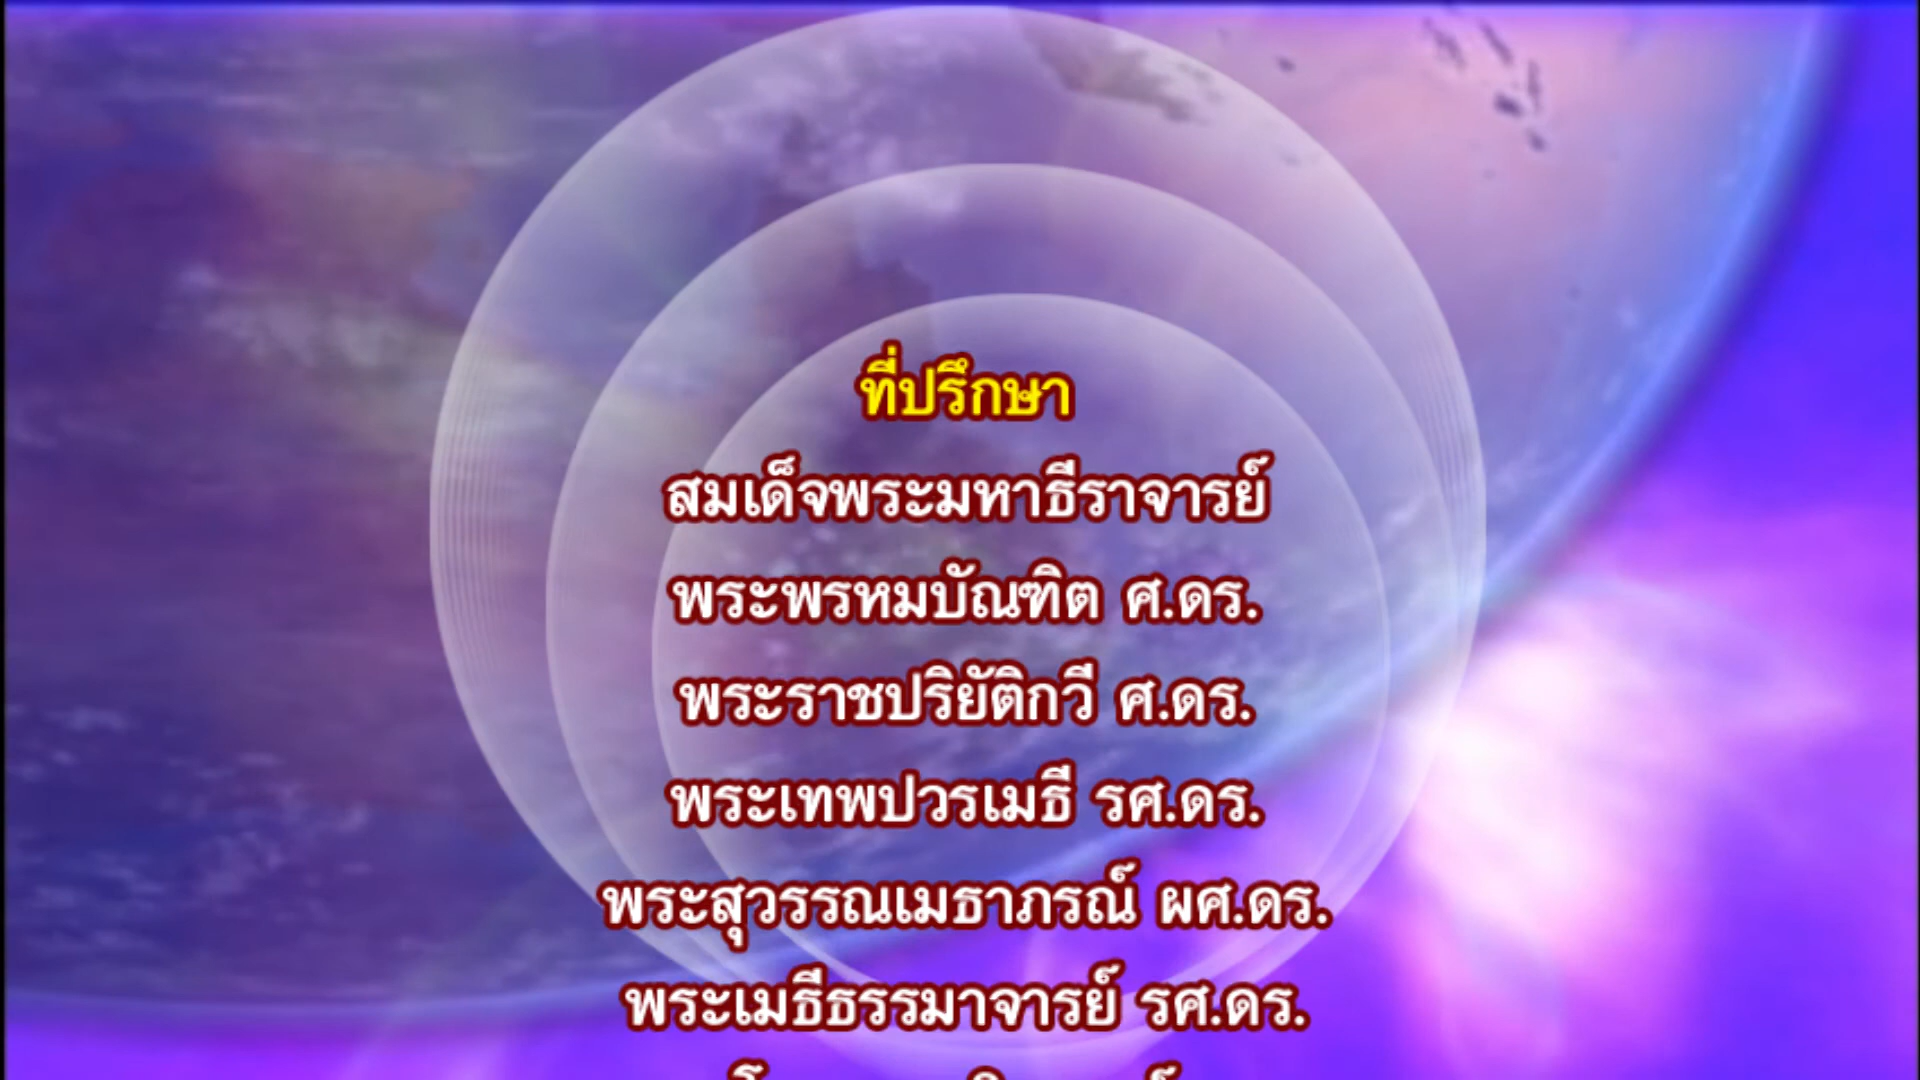 ที่ปรึกษา
สมเด็จพระมหาธีราจารย์
พระพรหมบัณฑิต ศ.ดร.
พระราชปริยัติกวี ศ.ดร.
พระเทพปวรเมธี รศ.ดร.
พระสุวรรณเมธาภรณ์ ผศ.ดร.
พระเมธีธรรมาจารย์ รศ.ดร.